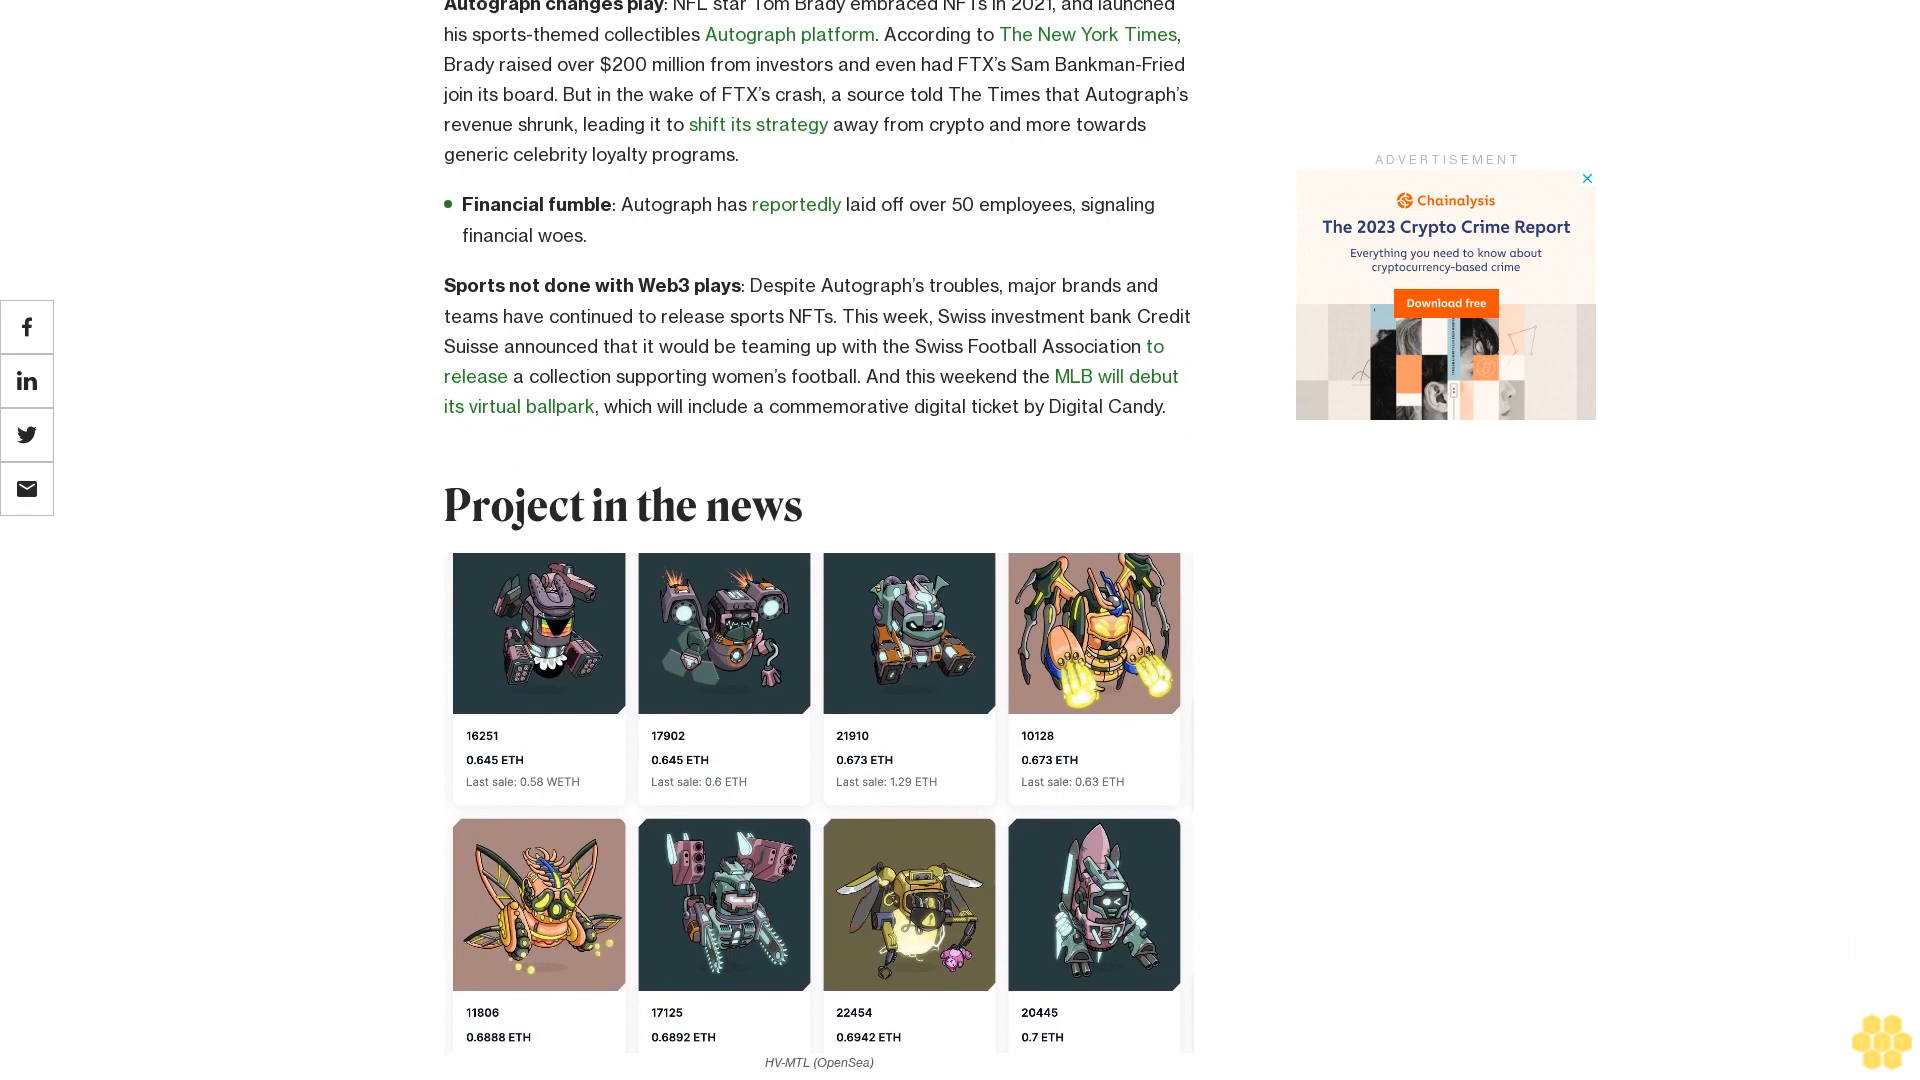 Autograph changes play: NFL star Tom Brady embraced NFTs in 2021, and launched
his sports-themed collectibles Autograph platform. According to The New York Times,
Brady raised over $200 million from investors and even had FTX’s Sam Bankman-Fried
join its board. But in the wake of FTX’s crash, a source told The Times that Autograph’s
revenue shrunk, leading it to shift its strategy away from crypto and more towards
generic celebrity loyalty programs.
Financial fumble: Autograph has reportedly laid off over 50 employees, signaling
financial woes.
Sports not done with Web3 plays: Despite Autograph’s troubles, major brands and
teams have continued to release sports NFTs. This week, Swiss investment bank Credit
Suisse announced that it would be teaming up with the Swiss Football Association to
release a collection supporting women’s football. And this weekend the MLB will debut
its virtual ballpark, which will include a commemorative digital ticket by Digital Candy.
ADVERTISEMENT
Chainalysis
The 2023 Crypto Crime Report
Everything you need to know about
cryptocurrency-based crime
Download free
Project in the news
16251
0.645 ETH
Last sale: 0.58 WETH
17902
0.645 ETH
Last sale: 0.6 ETH
21910
0.673 ETH
Last sale: 1.29 ETH
10128
0.673 ETH
Last sale: 0.63 ETH
11806
0.6888 ETH
17125
0.6892 ETH
22454
0.6942 ETH
20445
0.7 ETH
HV-MTL (OpenSea)